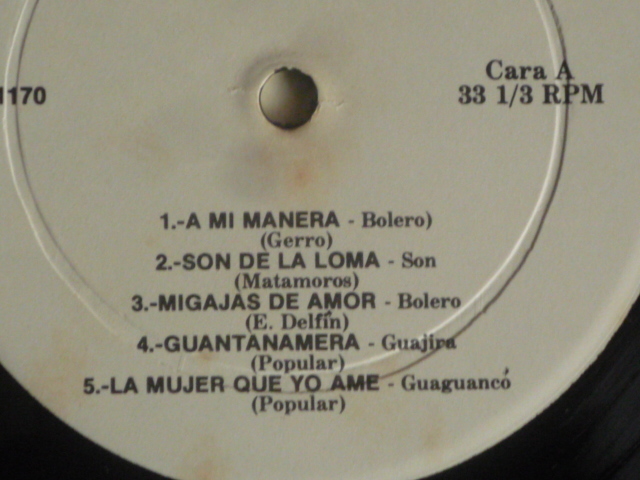 1170
Cara A
33 1/3 RPM
1.-A MI MANERA - Bolero)
(Gerro)
2.-SON DE LA LOMA - Son
(Matamoros)
3.-MIGAJAS DE AMOR - Bolero
(E. Delfín)
4.-GUANTANAMERA - Guajira
(Popular)
5.-LA MUJER QUE YO AME - Guaguancó
(Popular)